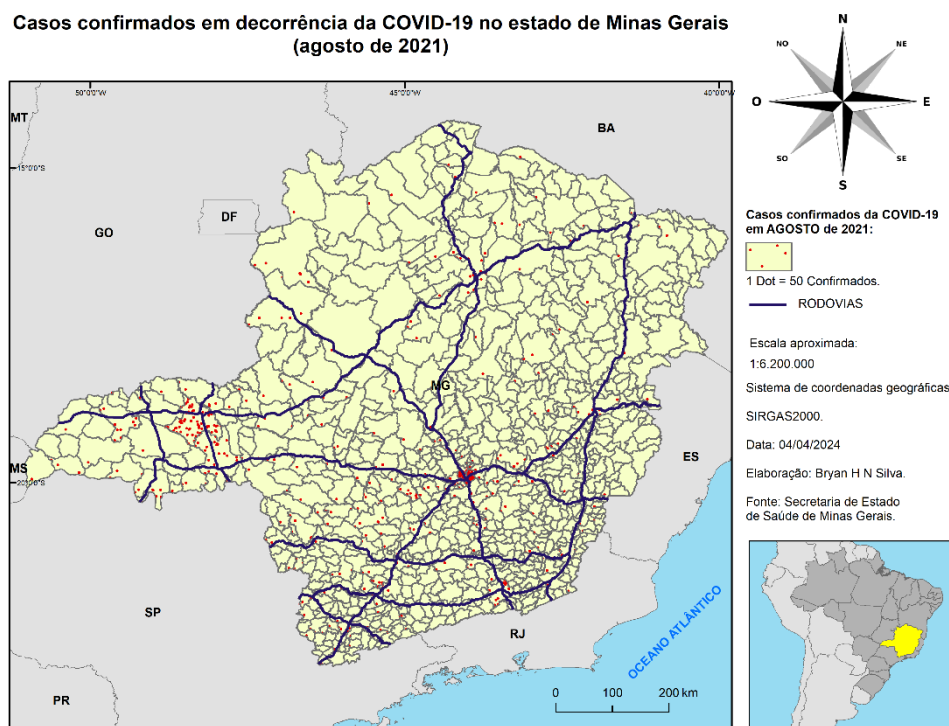 Casos confirmados em decorrência da COVID-19 no estado de Minas Gerais
(agosto de 2021)
N
NO
NE
O
E
SO
SE
S
50°0'0"W
45°0'0"W
40°0'0"W
MT
BA
15°0'0"S
DF
GO
MG
MS
20°0'0"S
ES
SP
RJ
PR
OCEANO ATLÂNTICO
0 100 200 km
Casos confirmados da COVID-19
em AGOSTO de 2021:
1 Dot = 50 Confirmados.
RODOVIAS
Escala aproximada:
1:6.200.000
Sistema de coordenadas geográficas
SIRGAS2000.
Data: 04/04/2024
Elaboração: Bryan H N Silva.
Fonte: Secretaria de Estado
de Saúde de Minas Gerais.